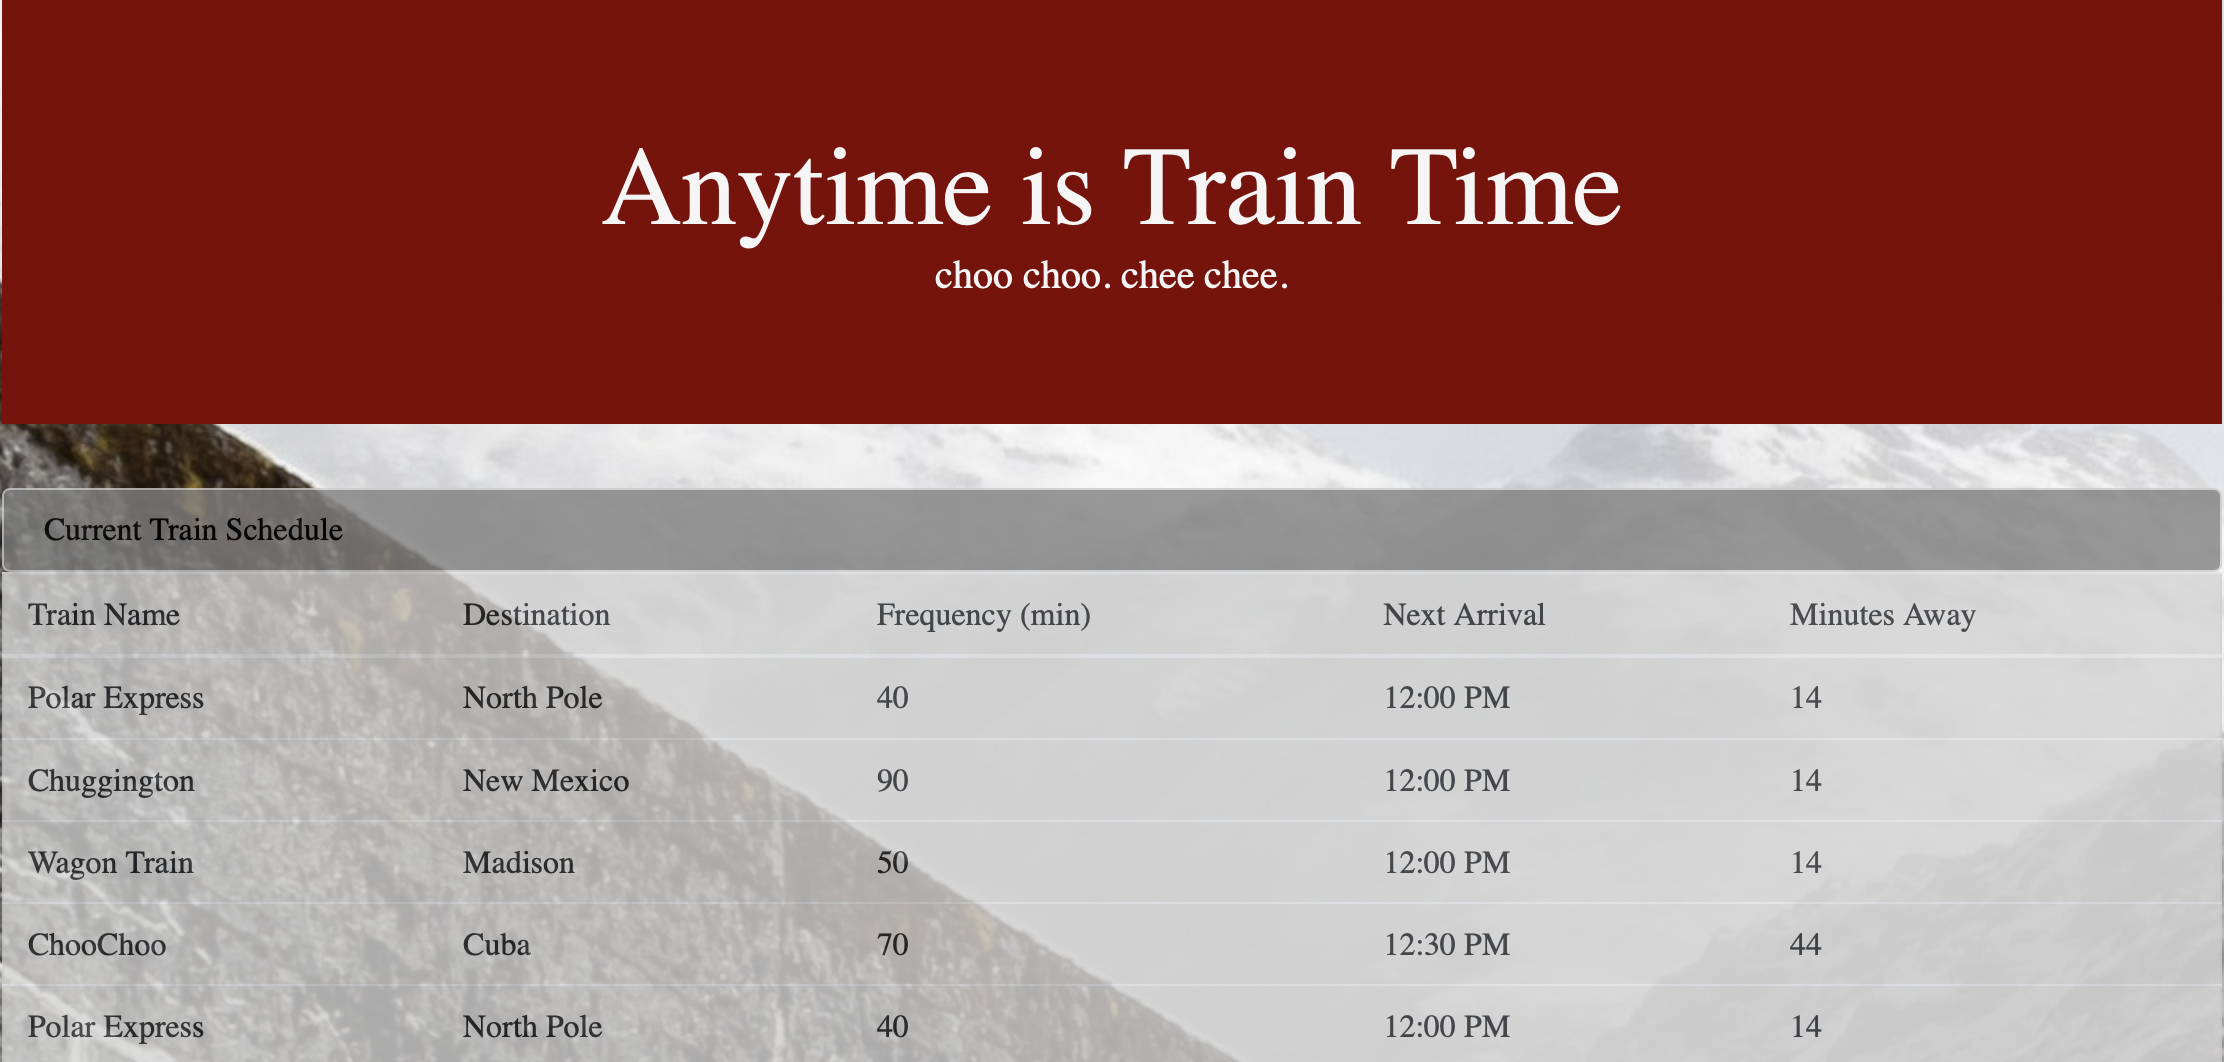 Anytime is Train Time
choo choo. chee chee.
Current Train Schedule
Train Name Destination Frequency (min) Next Arrival Minutes Away
Polar Express North Pole 40 12:00 PM 14
Chuggington New Mexico 90 12:00 PM 14
Wagon Train Madison 50 12:00 PM 14
ChooChoo Cuba 70 12:30 PM 44
Polar Express North Pole 40 12:00 PM 14